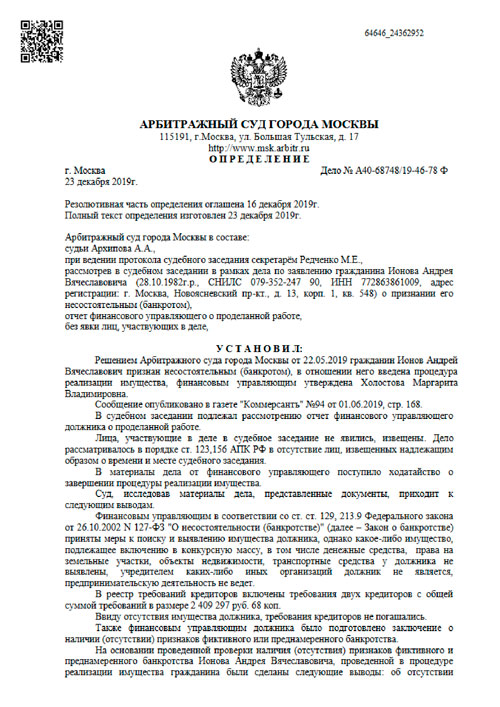 64646_24362952
АРБИТРАЖНЫЙ СУД ГОРОДА МОСКВЫ
115191, г.Москва, ул. Большая Тульская, д. 17
http://www.msk.arbitr.ru
О П Р Е Д Е Л Е Н И Е
г. Москва Дело № А40-68748/19-46-78 Ф
23 декабря 2019г.
Резолютивная часть определения оглашена 16 декабря 2019г.
Полный текст определения изготовлен 23 декабря 2019г.
Арбитражный суд города Москвы в составе:
судьи Архипова А.А.,
при ведении протокола судебного заседания секретарём Редченко М.Е.,
рассмотрев в судебном заседании в рамках дела по заявлению гражданина Ионова Андрея
Вячеславовича (28.10.1982г.р., СНИЛС 079-352-247 90, ИНН 772863861009, адрес
регистрации: г. Москва, Новоясневский пр-кт., д. 13, корп. 1, кв. 548) о признании его
несостоятельным (банкротом),
отчет финансового управляющего о проделанной работе,
без явки лиц, участвующих в деле,
У С Т А Н О В И Л :
Решением Арбитражного суда города Москвы от 22.05.2019 гражданин Ионов Андрей
Вячеславович признан несостоятельным (банкротом), в отношении него введена процедура
реализации имущества, финансовым управляющим утверждена Холостова Маргарита
Владимировна.
Сообщение опубликовано в газете "Коммерсантъ" №94 от 01.06.2019, стр. 168.
В судебном заседании подлежал рассмотрению отчет финансового управляющего
должника о проделанной работе.
Лица, участвующие в деле в судебное заседание не явились, извещены. Дело
рассматривалось в порядке ст. 123,156 АПК РФ в отсутствие лиц, извещенных надлежащим
образом о времени и месте судебного заседания.
В материалы дела от финансового управляющего поступило ходатайство о
завершении процедуры реализации имущества.
Суд, исследовав материалы дела, представленные документы, приходит к
следующим выводам.
Финансовым управляющим в соответствии со ст. ст. 129, 213.9 Федерального закона
от 26.10.2002 N 127-ФЗ "О несостоятельности (банкротстве)" (далее – Закон о банкротстве)
приняты меры к поиску и выявлению имущества должника, однако какое-либо имущество,
подлежащее включению в конкурсную массу, в том числе денежные средства, права на
земельные участки, объекты недвижимости, транспортные средства у должника не
выявлены, учредителем каких-либо иных организаций должник не является,
предпринимательскую деятельность не ведет.
В реестр требований кредиторов включены требования двух кредиторов с общей
суммой требований в размере 2 409 297 руб. 68 коп.
Ввиду отсутствия имущества должника, требования кредиторов не погашались.
Также финансовым управляющим должника было подготовлено заключение о
наличии (отсутствии) признаков фиктивного или преднамеренного банкротства.
На основании проведенной проверки наличия (отсутствия) признаков фиктивного и
преднамеренного банкротства Ионова Андрея Вячеславовича, проведенной в процедуре
реализации имущества гражданина были сделаны следующие выводы: об отсутствии